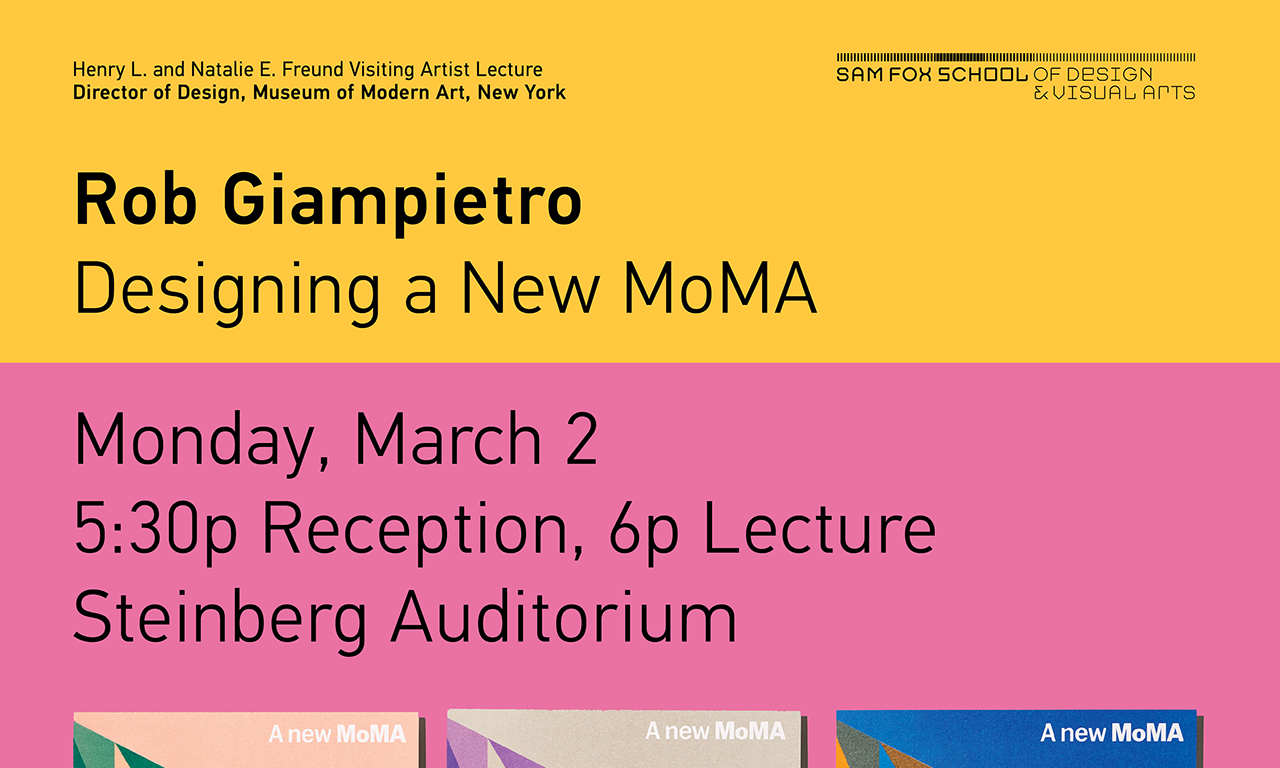 Henry L. and Natalie E. Freund Visiting Artist Lecture
Director of Design, Museum of Modern Art, New York
SAM FOX SCHOOL OF DESIGN
& VISUAL ARTS
Rob Giampietro
Designing a New MoMA
Monday, March 2
5:30p Reception, 6p Lecture
Steinberg Auditorium
A new MoMA
A new MoMA
A new MoMA